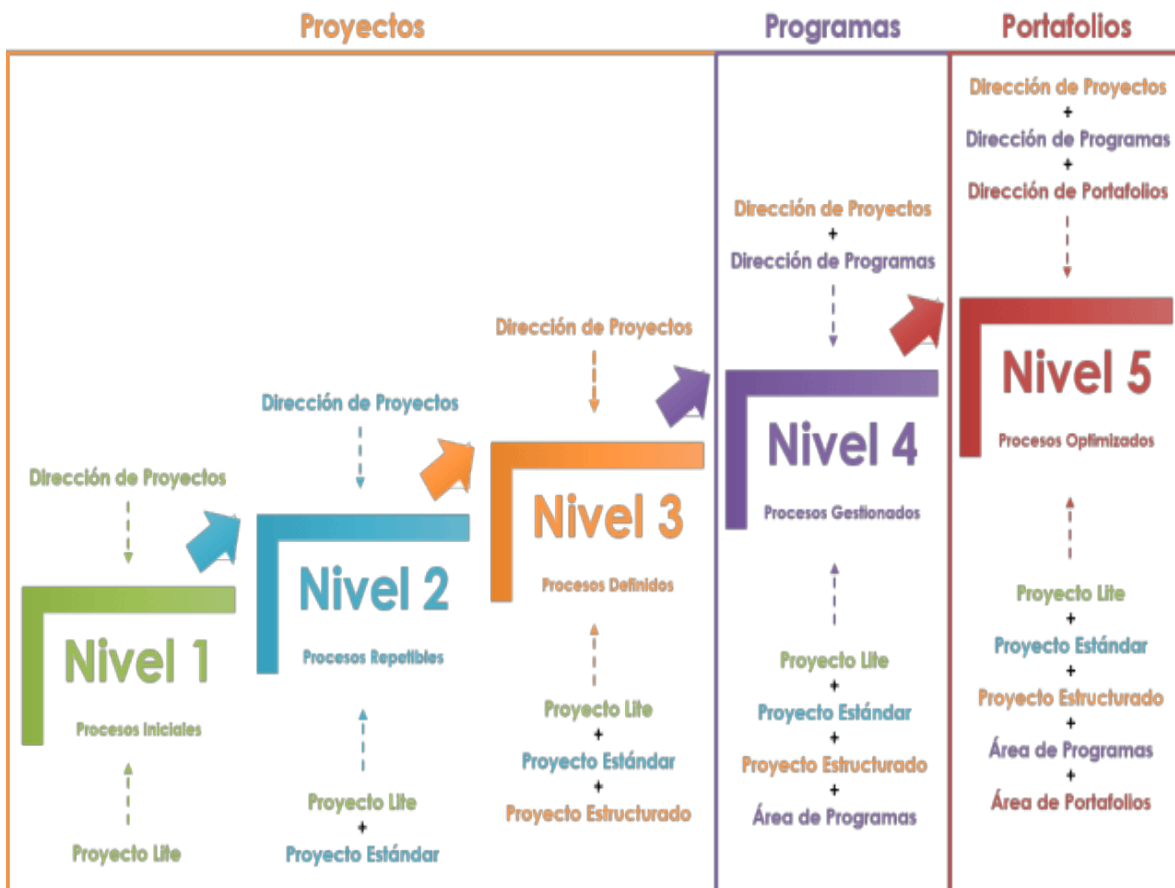 Proyectos
Programas
Portafolios
Dirección de Proyectos
Nivel 1
Procesos Iniciales
Proyecto Lite
Dirección de Proyectos
Nivel 2
Procesos Repetibles
Proyecto Lite
+
Proyecto Estándar
Dirección de Proyectos
Nivel 3
Procesos Definidos
Proyecto Lite
+
Proyecto Estándar
+
Proyecto Estructurado
Dirección de Proyectos
+
Dirección de Programas
Nivel 4
Procesos Gestionados
Proyecto Lite
+
Proyecto Estándar
+
Proyecto Estructurado
+
Área de Programas
Dirección de Proyectos
+
Dirección de Programas
+
Dirección de Portafolios
Nivel 5
Procesos Optimizados
Proyecto Lite
+
Proyecto Estándar
+
Proyecto Estructurado
+
Área de Programas
+
Área de Portafolios